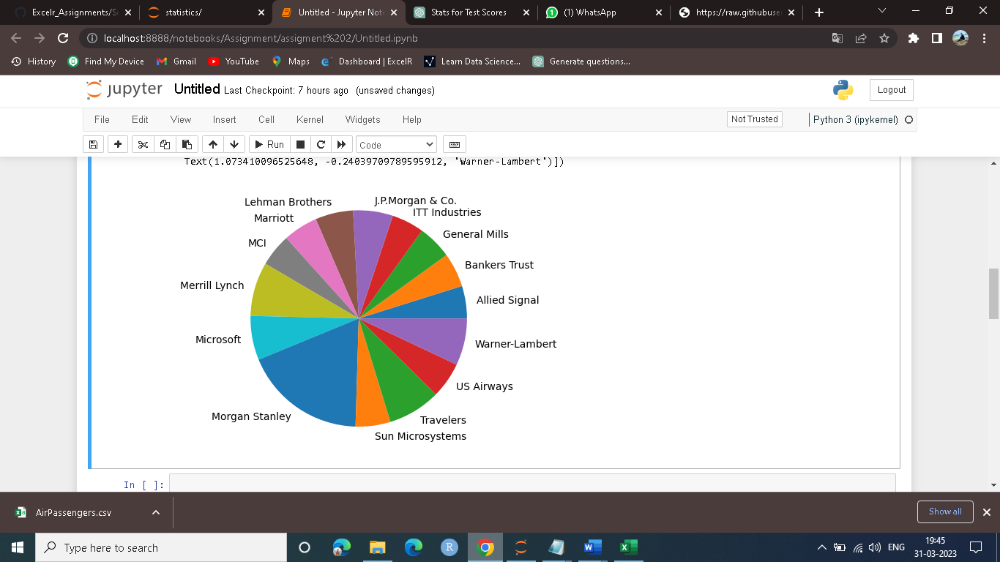 Excelr_Assignments/S
statistics/
Untitled - Jupyter Not
Stats for Test Scores
(1) WhatsApp
https://raw.githubuse
localhost:8888/notebooks/Assignment/assigment%202/Untitled.ipynb
History
Find My Device
Gmail
YouTube
Maps
Dashboard | ExcelR
Learn Data Science...
Generate questions...
jupyter Untitled Last Checkpoint: 7 hours ago (unsaved changes)
Logout
File Edit View Insert Cell Kernel Widgets Help
Not Trusted
Python 3 (ipykernel)
Run
Code
Text(1.073410096525648, -0.24039709789595912, 'Warner-Lambert')])
Lehman Brothers
J.P.Morgan & Co.
ITT Industries
Marriott
General Mills
MCI
Bankers Trust
Merrill Lynch
Allied Signal
Microsoft
Warner-Lambert
US Airways
Morgan Stanley
Travelers
Sun Microsystems
In [ ]:
AirPassengers.csv
Show all
Type here to search
R
ENG
19:45
31-03-2023